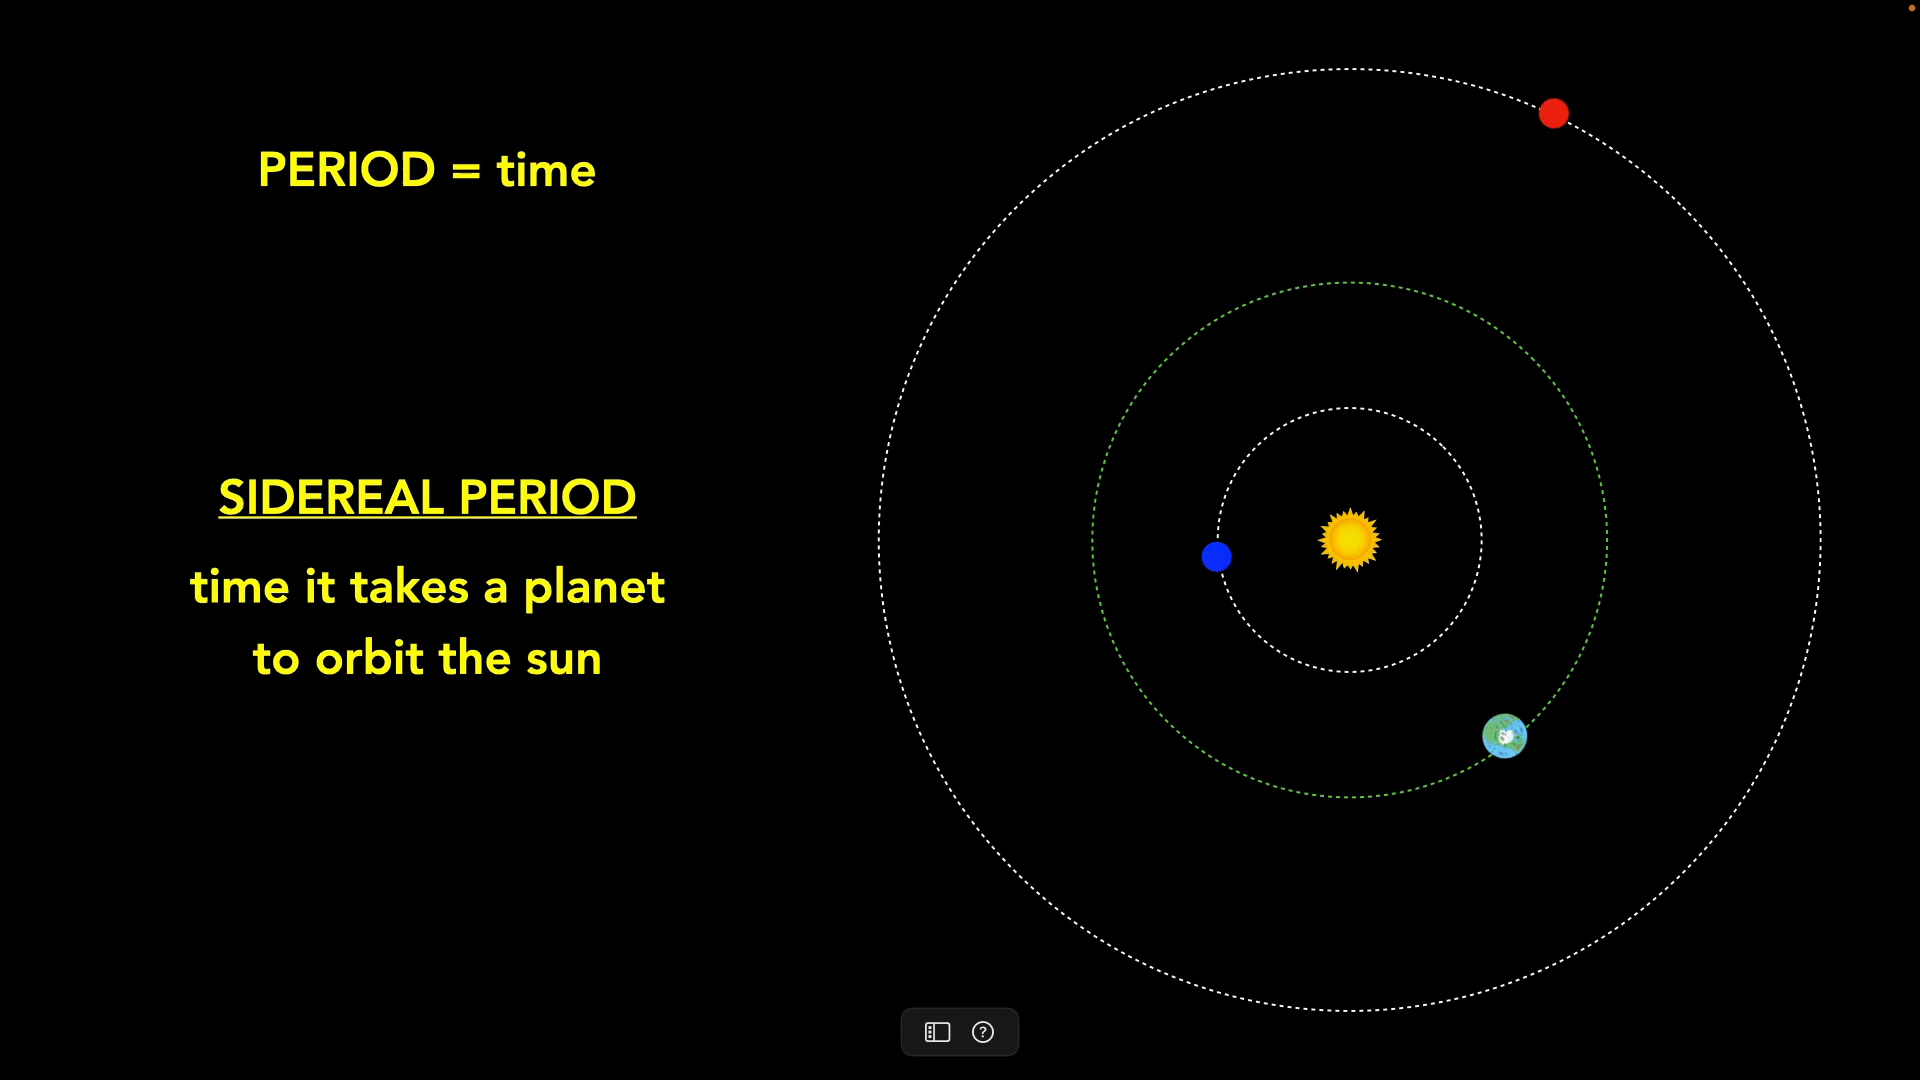 PERIOD = time
SIDEREAL PERIOD
time it takes a planet
to orbit the sun
?